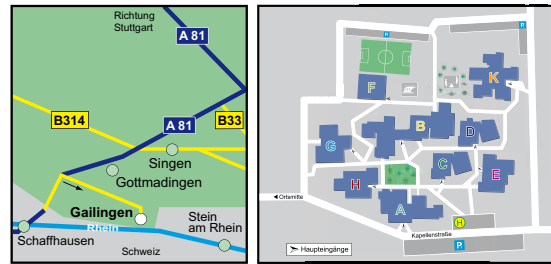 Richtung
Stuttgart
A 81
B314
A 81
B33
Singen
Gottmadingen
Gailingen
Rhein
Stein
am Rhein
Schaffhausen
Schweiz
P
P
F
K
B
D
G
C
E
H
A
Ortsmitte
H
Kapellenstraße
P
Haupteingänge